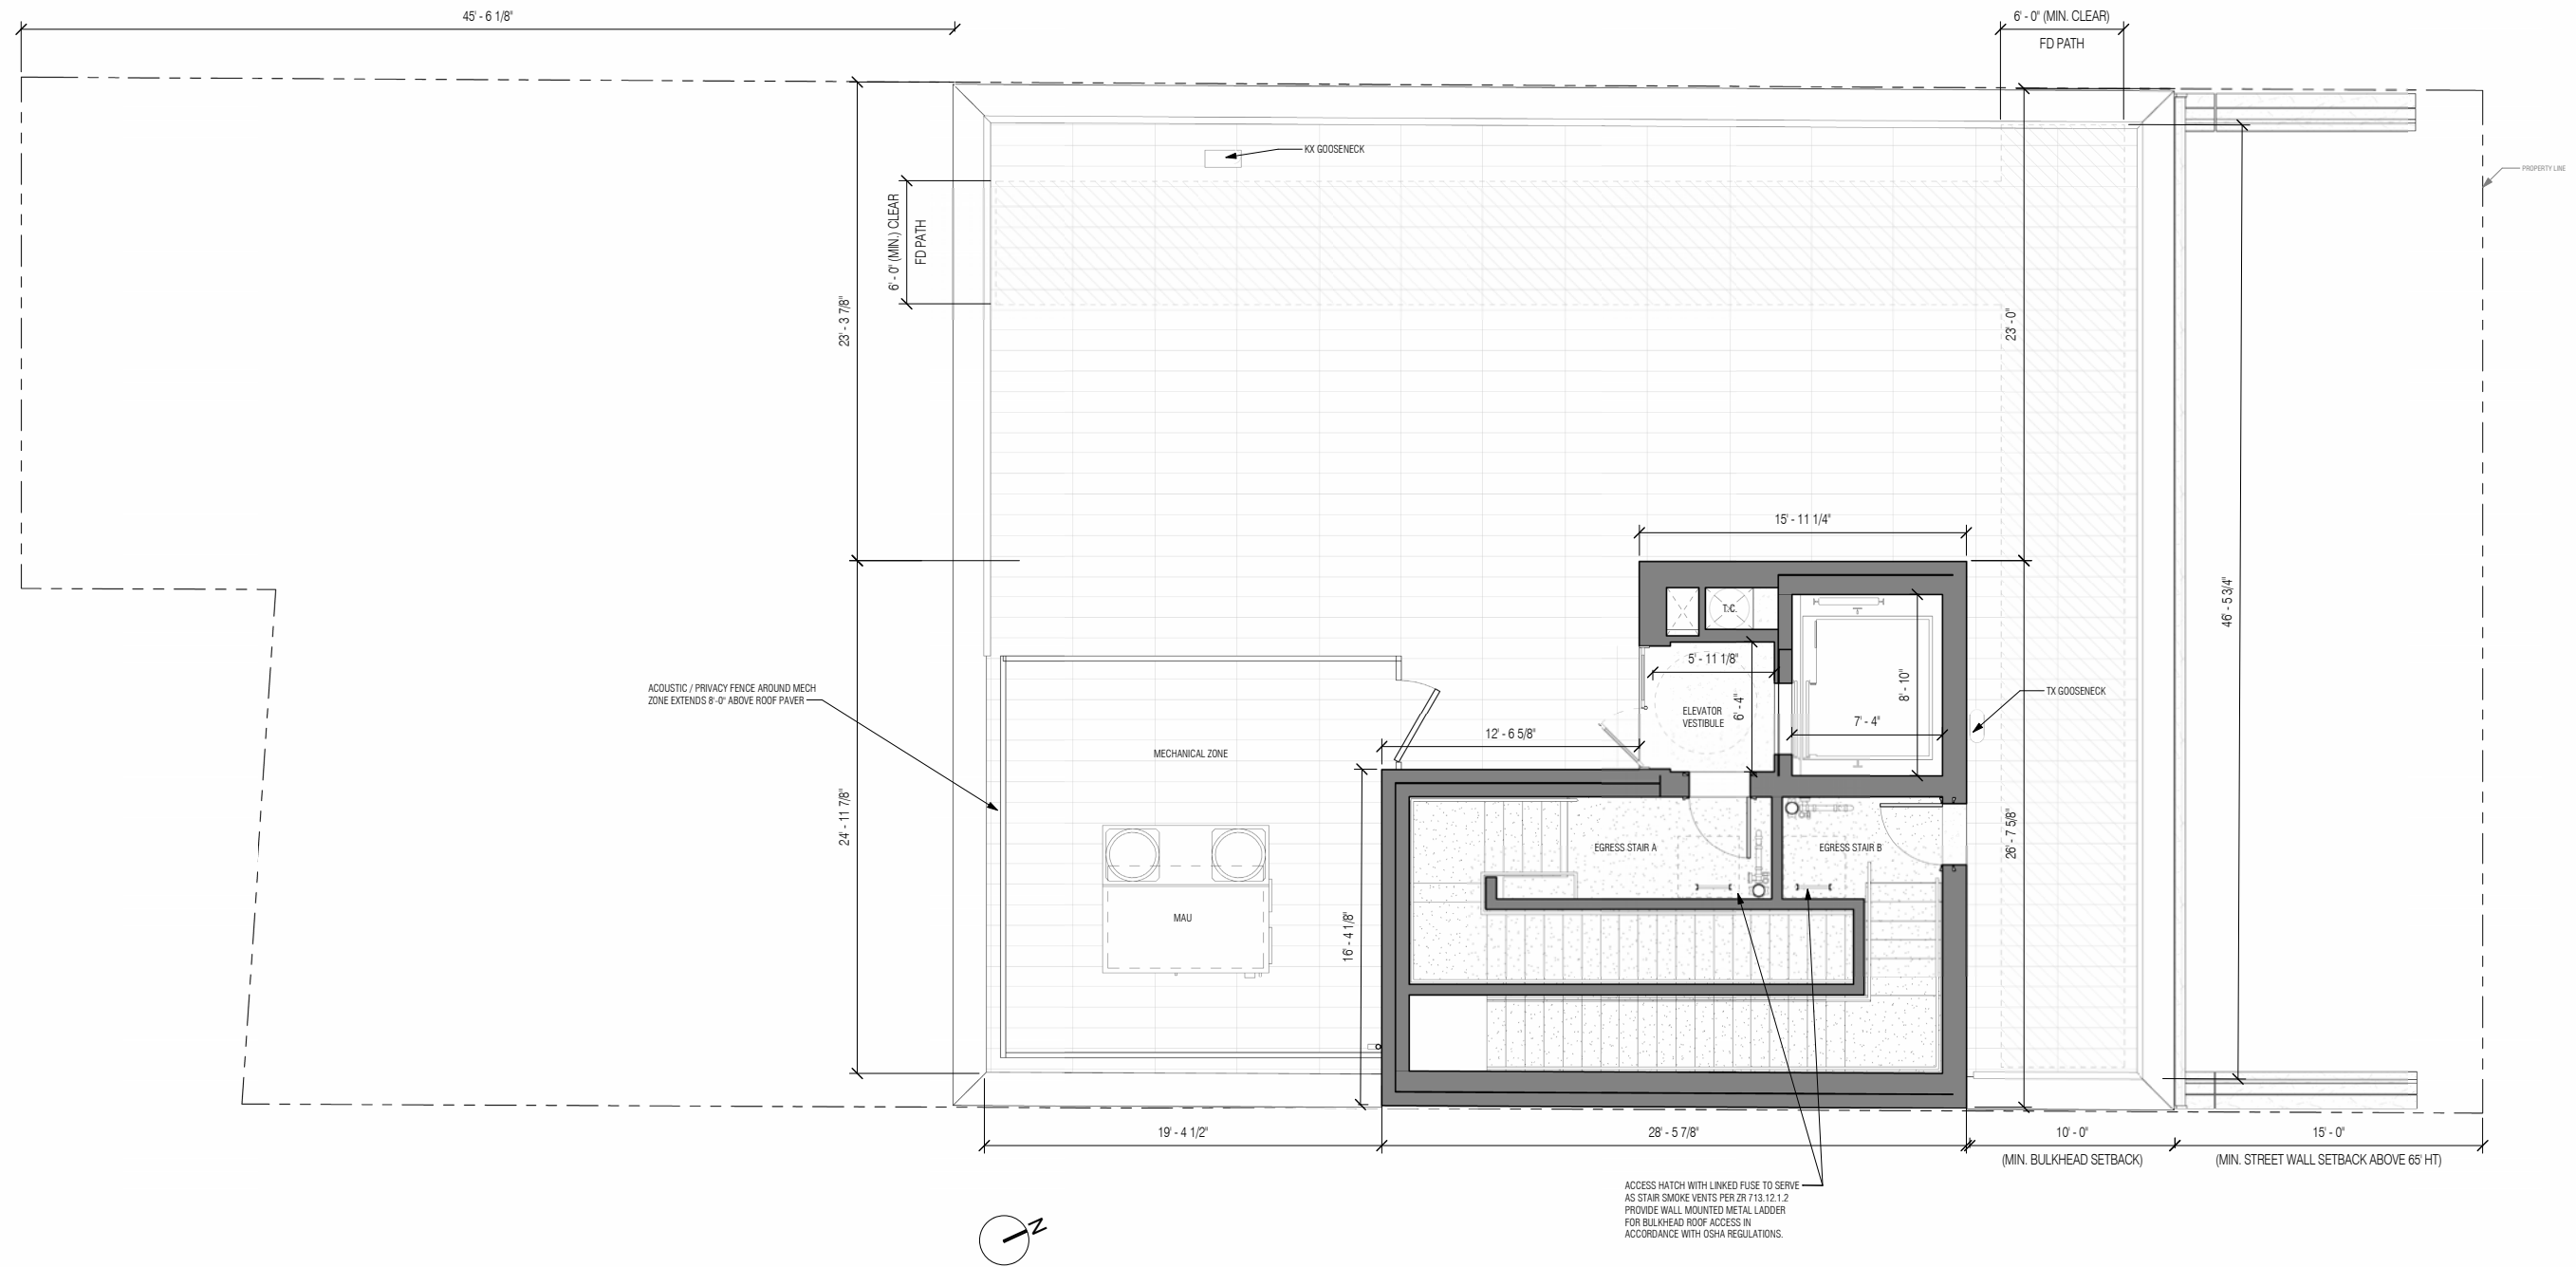 45' - 6 1/8"
6' - 0" (MIN. CLEAR)
FD PATH
KX GOOSENECK
PROPERTY LINE
6' - 0" (MIN.) CLEAR
FD PATH
23' - 3 7/8"
23' - 0"
15' - 11 1/4"
T.C.
46' - 5 3/4"
5' - 11 1/8"
6' - 4"
8' - 10"
ACOUSTIC / PRIVACY FENCE AROUND MECH
ZONE EXTENDS 8'-0" ABOVE ROOF PAVER
TX GOOSENECK
ELEVATOR
VESTIBULE
7' - 4"
12' - 6 5/8"
MECHANICAL ZONE
24' - 11 7/8"
EGRESS STAIR A
EGRESS STAIR B
26' - 7 5/8"
MAU
16' - 4 1/8"
19' - 4 1/2"
28' - 5 7/8"
10' - 0"
15' - 0"
(MIN. BULKHEAD SETBACK)
(MIN. STREET WALL SETBACK ABOVE 65' HT)
ACCESS HATCH WITH LINKED FUSE TO SERVE
AS STAIR SMOKE VENTS PER ZR 713.12.1.2
PROVIDE WALL MOUNTED METAL LADDER
FOR BULKHEAD ROOF ACCESS IN
ACCORDANCE WITH OSHA REGULATIONS.
N